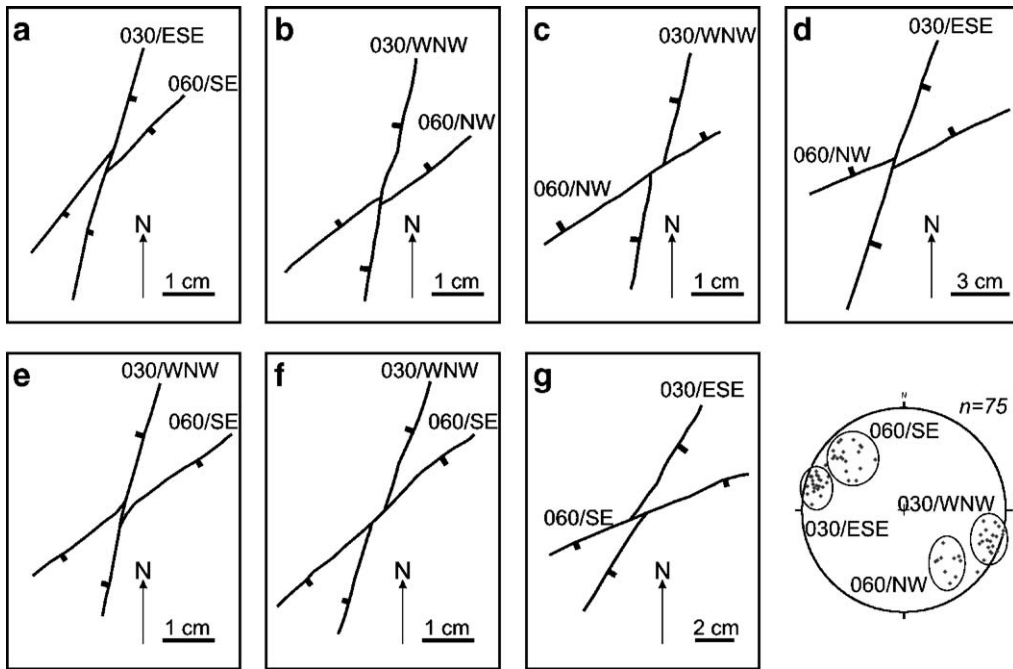 a
030/ESE
060/SE
N
1 cm
b
030/WNW
060/NW
N
1 cm
c
030/WNW
060/NW
N
1 cm
d
030/ESE
060/NW
N
3 cm
e
030/WNW
060/SE
N
1 cm
f
030/WNW
060/SE
N
1 cm
g
030/ESE
060/SE
N
2 cm
N
n=75
060/SE
030/WNW
030/ESE
060/NW